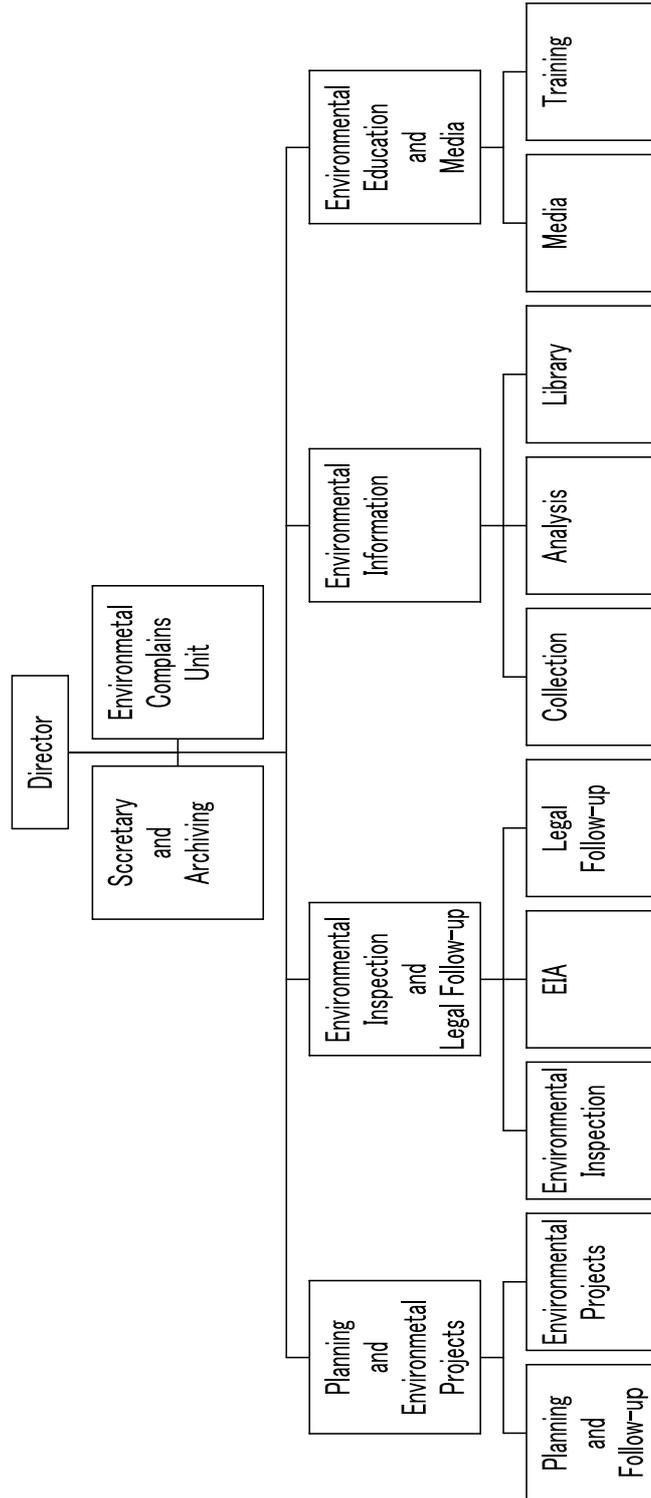 Director
Sccretary
and
Archiving
Environmetal
Complains
Unit
Planning
and
Environmetal
Projects
Environmental
Inspection
and
Legal Follow-up
Environmental
Information
Environmental
Education
and
Media
Planning
and
Follow-up
Environmental
Projects
Environmental
Inspection
EIA
Legal
Follow-up
Collection
Analysis
Library
Media
Training